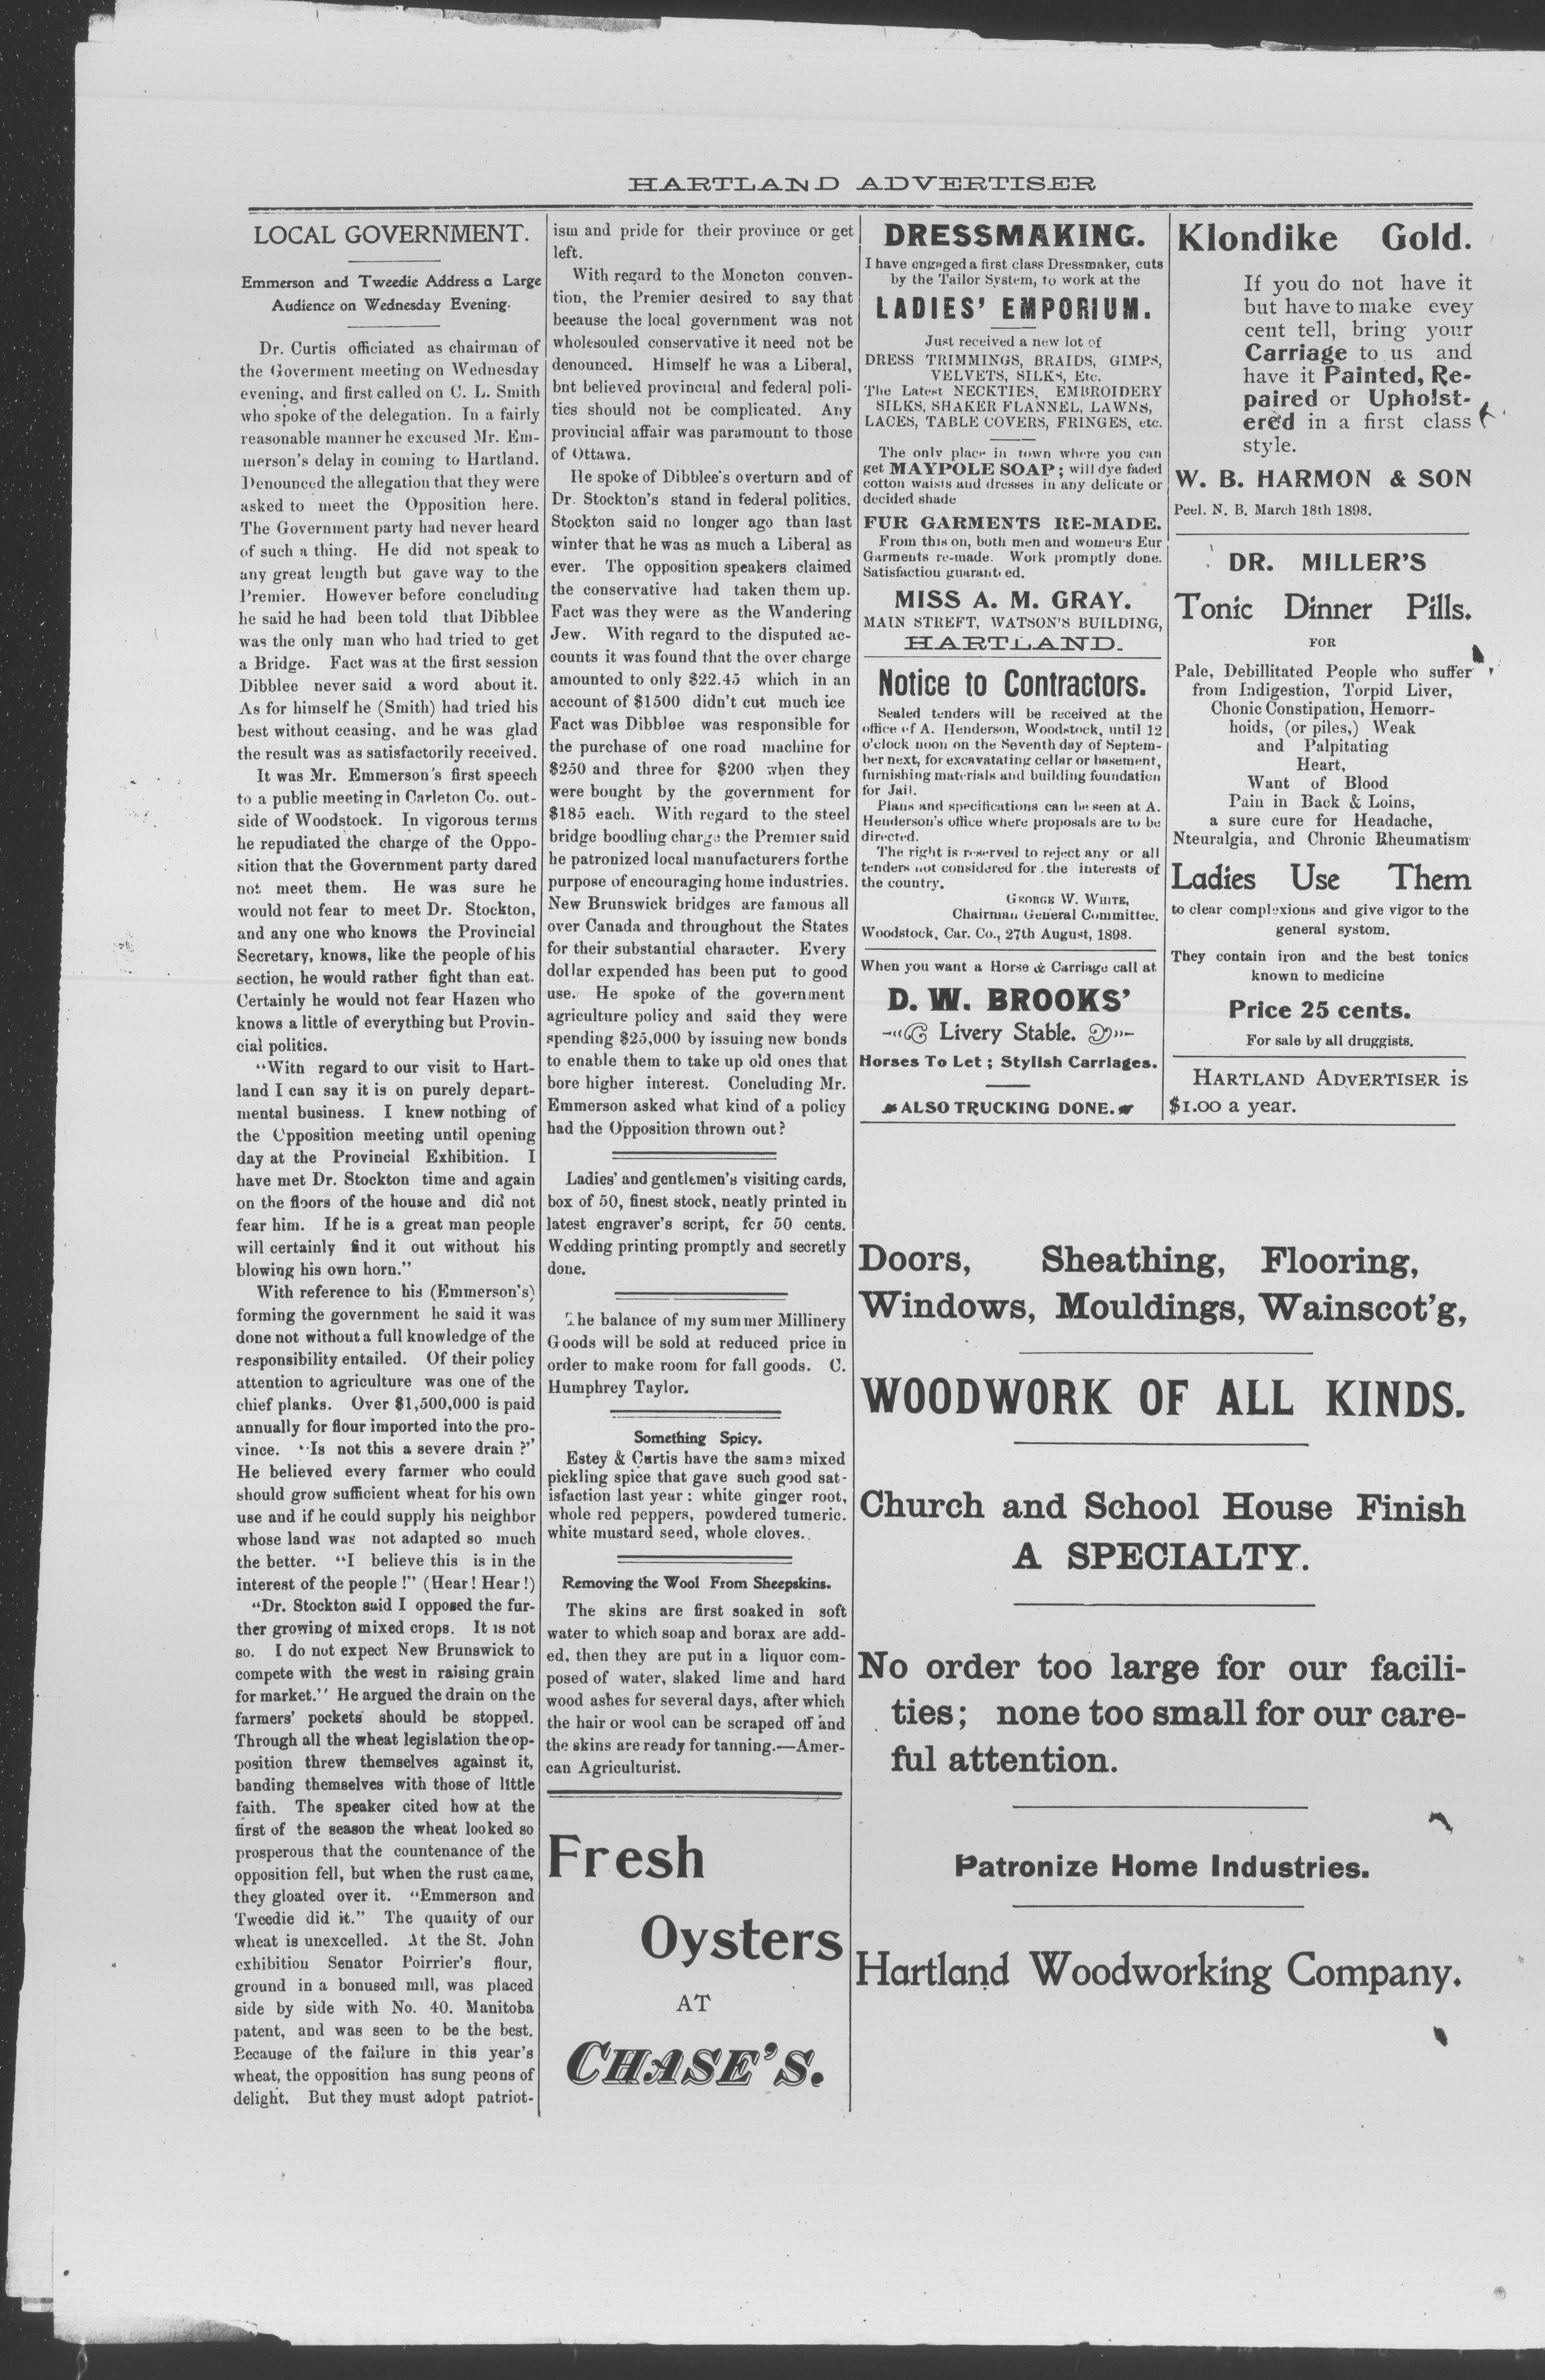 HARTLAND ADVERTISER
LOCAL GOVERNMENT.
Emmerson and Tweedie Address a Large
Audience on Wednesday Evening.
Dr. Curtis officiated as chairman of
the Goverment meeting on Wednesday
evening, and first called on C. L. Smith
who spoke of the delegation. In a fairly
reasonable manner he excused Mr. Em-
merson's delay in coming to Hartland.
Denounced the allegation that they were
asked to meet the Opposition here.
The Government party had never heard
of such a thing. He did not speak to
any great length but gave way to the
Premier. However before concluding
he said he had been told that Dibblee
was the only man who had tried to get
a Bridge. Fact was at the first session
Dibblee never said a word about it.
As for himself he (Smith) had tried his
best without ceasing, and he was glad
the result was as satisfactorily received.
It was Mr. Emmerson's first speech
to a public meeting in Carleton Co. out-
side of Woodstock. In vigorous terms
he repudiated the charge of the Oppo-
sition that the Government party dared
not meet them. He was sure he
would not fear to meet Dr. Stockton,
and any one who knows the Provincial
Secretary, knows, like the people of his
section, he would rather fight than eat.
Certainly he would not fear Hazen who
knows a little of everything but Provin-
cial politics.
"With regard to our visit to Hart-
land I can say it is on purely depart-
mental business. I knew nothing of
the Opposition meeting until opening
day at the Provincial Exhibition. I
have met Dr. Stockton time and again
on the floors of the house and did not
fear him. If he is a great man people
will certainly find it out without his
blowing his own horn."
With reference to his (Emmerson's)
forming the government he said it was
done not without a full knowledge of the
responsibility entailed. Of their policy
attention to agriculture was one of the
chief planks. Over $1,500,000 is paid
annually for flour imported into the pro-
vince. "Is not this a severe drain ?"
He believed every farmer who could
should grow sufficient wheat for his own
use and if he could supply his neighbor
whose land was not adapted so much
the better. "I believe this is in the
interest of the people !" (Hear! Hear!)
"Dr. Stockton said I opposed the fur-
ther growing of mixed crops. It is not
so. I do not expect New Brunswick to
compete with the west in raising grain
for market." He argued the drain on the
farmers' pockets should be stopped.
Through all the wheat legislation the op-
position threw themselves against it,
banding themselves with those of little
faith. The speaker cited how at the
first of the season the wheat looked so
prosperous that the countenance of the
opposition fell, but when the rust came,
they gloated over it. "Emmerson and
Tweedie did it." The quality of our
wheat is unexcelled. At the St. John
exhibition Senator Poirrier's flour,
ground in a bonused mill, was placed
side by side with No. 40. Manitoba
patent, and was seen to be the best.
Because of the failure in this year's
wheat, the opposition has sung peons of
delight. But they must adopt patriot-
ism and pride for their province or get
left.
With regard to the Moncton conven-
tion, the Premier desired to say that
because the local government was not
wholesouled conservative it need not be
denounced. Himself he was a Liberal,
bnt believed provincial and federal poli-
tics should not be complicated. Any
provincial affair was paramount to those
of Ottawa.
He spoke of Dibblee's overturn and of
Dr. Stockton's stand in federal politics.
Stockton said no longer ago than last
winter that he was as much a Liberal as
ever. The opposition speakers claimed
the conservative had taken them up.
Fact was they were as the Wandering
Jew. With regard to the disputed ac-
counts it was found that the over charge
amounted to only $22.45 which in an
account of $1500 didn't cut much ice
Fact was Dibblee was responsible for
the purchase of one road machine for
$250 and three for $200 when they
were bought by the government for
$185 each. With regard to the steel
bridge boodling charge the Premier said
he patronized local manufacturers forthe
purpose of encouraging home industries.
New Brunswick bridges are famous all
over Canada and throughout the States
for their substantial character. Every
dollar expended has been put to good
use. He spoke of the government
agriculture policy and said they were
spending $25,000 by issuing new bonds
to enable them to take up old ones that
bore higher interest. Concluding Mr.
Emmerson asked what kind of a policy
had the Opposition thrown out?
Ladies' and gentlemen's visiting cards,
box of 50, finest stock, neatly printed in
latest engraver's script, for 50 cents.
Wedding printing promptly and secretly
done.
The balance of my summer Millinery
Goods will be sold at reduced price in
order to make room for fall goods. C.
Humphrey Taylor.
Something Spicy.
Estey & Curtis have the same mixed
pickling spice that gave such good sat-
isfaction last year : white ginger root,
whole red peppers, powdered tumeric.
white mustard seed, whole cloves..
Removing the Wool From Sheepskins.
The skins are first soaked in soft
water to which soap and borax are add-
ed, then they are put in a liquor com-
posed of water, slaked lime and hard
wood ashes for several days, after which
the hair or wool can be scraped off and
the skins are ready for tanning.—Amer-
can Agriculturist.
Fresh
Oysters
AT
CHASE'S.
DRESSMAKING.
I have engaged a first class Dressmaker, cuts
by the Tailor System, to work at the
LADIES' EMPORIUM.
Just received a new lot of
DRESS TRIMMINGS, BRAIDS, GIMPS,
VELVETS, SILKS, Etc.
The Latest NECKTIES, EMBROIDERY
SILKS, SHAKER FLANNEL, LAWNS,
LACES, TABLE COVERS, FRINGES, etc.
The only place in town where you can
get MAYPOLE SOAP ; will dye faded
cotton waists and dresses in any delicate or
decided shade
FUR GARMENTS RE-MADE.
From this on, both men and women's Fur
Garments re-made. Work promptly done.
Satisfaction guaranteed.
MISS A. M. GRAY.
MAIN STREET, WATSON'S BUILDING,
HARTLAND.
Notice to Contractors.
Sealed tenders will be received at the
office of A. Henderson, Woodstock, until 12
o'clock noon on the Seventh day of Septem-
ber next, for excavatating cellar or basement,
furnishing materials and building foundation
for Jail.
Plans and specifications can be seen at A.
Henderson's office where proposals are to be
directed.
The right is reserved to reject any or all
tenders not considered for .the interests of
the country.
GEORGE W. WHITE,
Chairman General Committee.
Woodstock, Car. Co., 27th August, 1898.
When you want a Horse & Carriage call at
D. W. BROOKS'
Livery Stable.
Horses To Let ; Stylish Carriages.
ALSO TRUCKING DONE.
Klondike Gold.
If you do not have it
but have to make evey
cent tell, bring your
Carriage to us and
have it Painted, Re-
paired or Upholst-
ered in a first class
style.
W. B. HARMON & SON
Peel. N. B. March 18th 1898.
DR. MILLER'S
Tonic Dinner Pills.
FOR
Pale, Debillitated People who suffer
from Indigestion, Torpid Liver,
Chonic Constipation, Hemorr-
hoids, (or piles,) Weak
and Palpitating
Heart,
Want of Blood
Pain in Back & Loins,
a sure cure for Headache,
Nteuralgia, and Chronic Rheumatism
Ladies Use Them
to clear complexions and give vigor to the
general systom.
They contain iron and the best tonics
known to medicine
Price 25 cents.
For sale by all druggists.
HARTLAND ADVERTISER is
$1.00 a year.
Doors, Sheathing, Flooring,
Windows, Mouldings, Wainscot'g,
WOODWORK OF ALL KINDS.
Church and School House Finish
A SPECIALTY.
No order too large for our facili-
ties; none too small for our care-
ful attention.
Patronize Home Industries.
Hartland Woodworking Company.